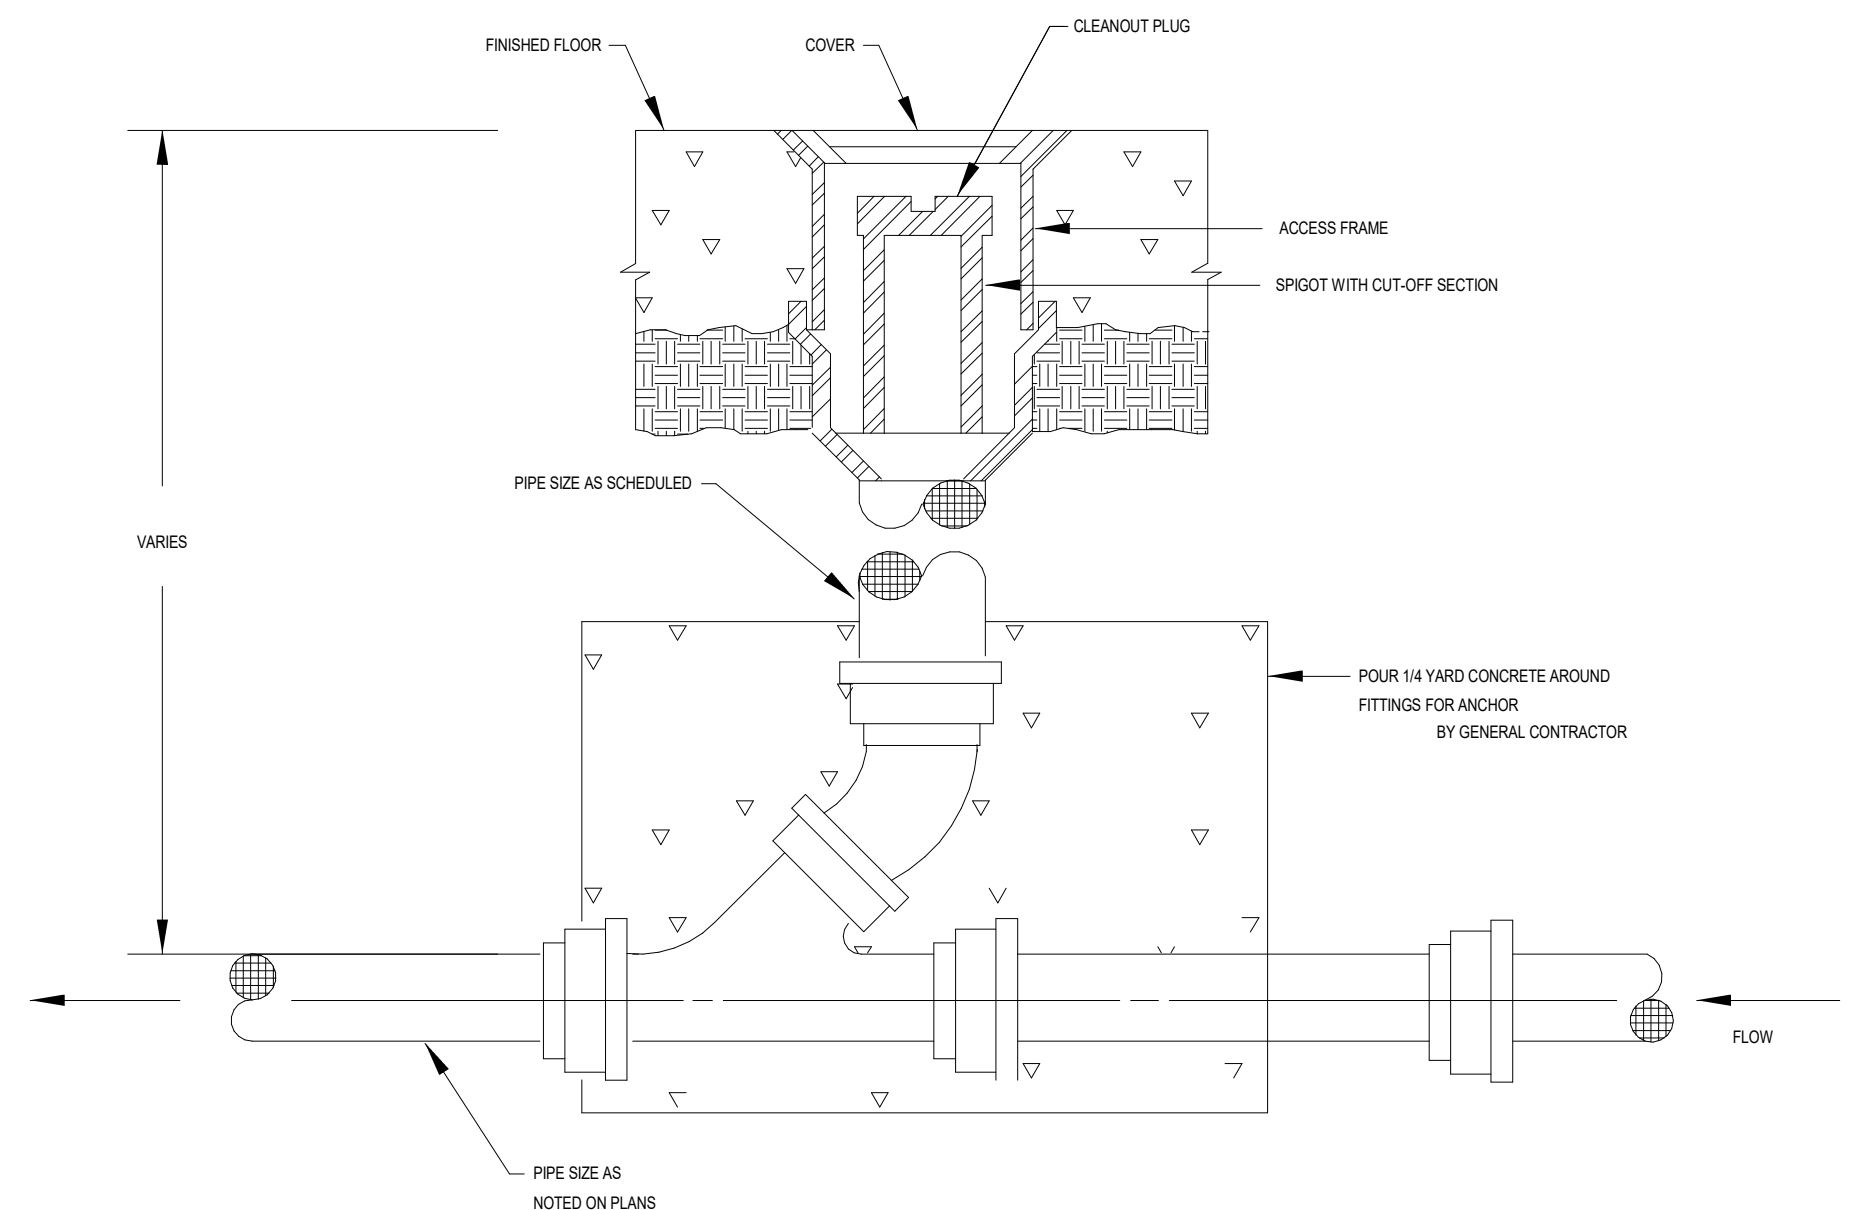 CLEANOUT PLUG
FINISHED FLOOR
COVER
ACCESS FRAME
SPIGOT WITH CUT-OFF SECTION
PIPE SIZE AS SCHEDULED
VARIES
POUR 1/4 YARD CONCRETE AROUND
FITTINGS FOR ANCHOR
BY GENERAL CONTRACTOR
FLOW
PIPE SIZE AS
NOTED ON PLANS